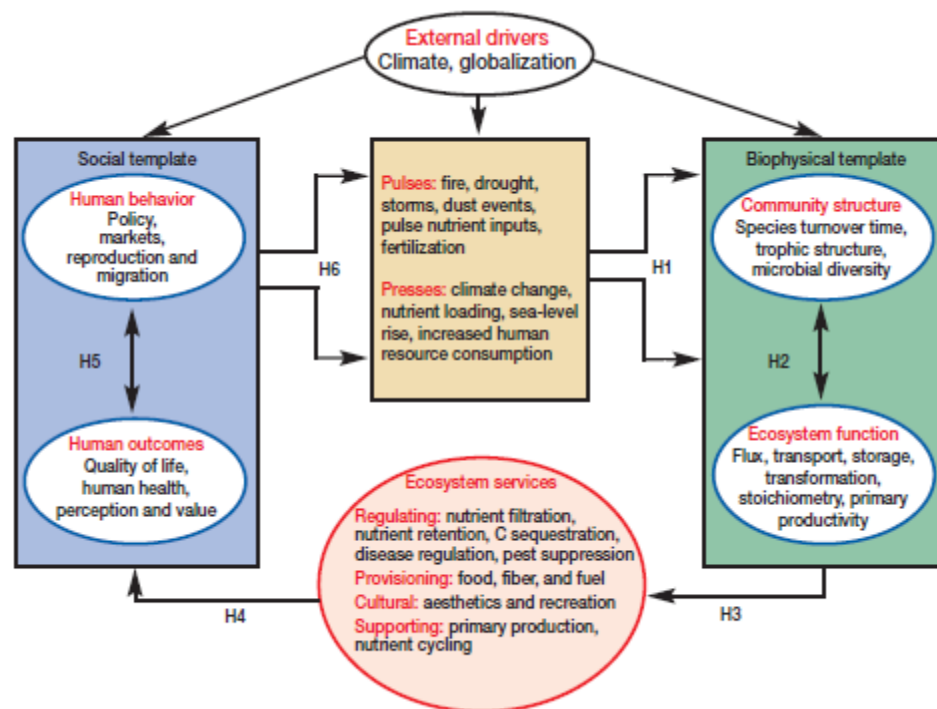 External drivers
Climate, globalization
Social template
Human behavior
Policy,
markets,
reproduction and
migration
H5
Human outcomes
Quality of life,
human health,
perception and value
H6
Pulses: fire, drought,
storms, dust events,
pulse nutrient inputs,
fertilization
Presses: climate change,
nutrient loading, sea-level
rise, increased human
resource consumption
H1
Biophysical template
Community structure
Species turnover time,
trophic structure,
microbial diversity
H2
Ecosystem function
Flux, transport, storage,
transformation,
stoichiometry, primary
productivity
Ecosystem services
Regulating: nutrient filtration,
nutrient retention, C sequestration,
disease regulation, pest suppression
Provisioning: food, fiber, and fuel
Cultural: aesthetics and recreation
Supporting: primary production,
nutrient cycling
H4
H3